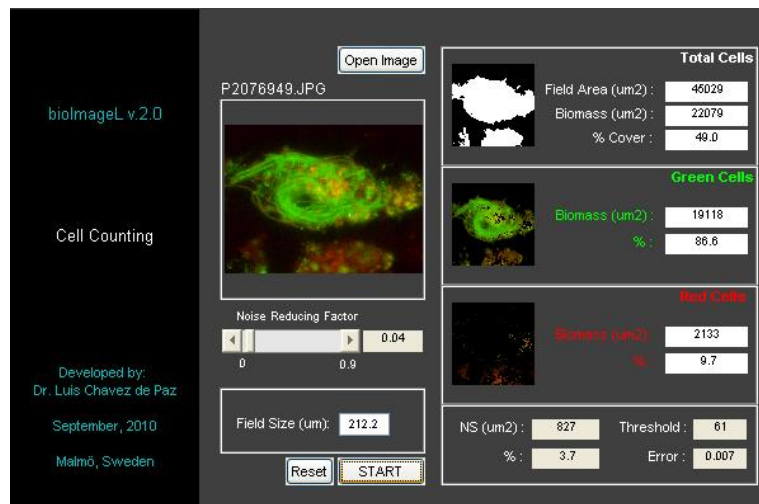 bioImageL v.2.0
Cell Counting
Developed by:
Dr. Luis Chavez de Paz
September, 2010
Malmö, Sweden
Open Image
P2076949.JPG
Noise Reducing Factor
0.04
0 0.9
Field Size (um): 212.2
Reset START
Total Cells
Field Area (um2) : 45029
Biomass (um2) : 22079
% Cover : 49.0
Green Cells
Biomass (um2) : 19118
% : 86.6
Red Cells
Biomass (um2) : 2133
% : 9.7
NS (um2) : 827 Threshold : 61
% : 3.7 Error : 0.007